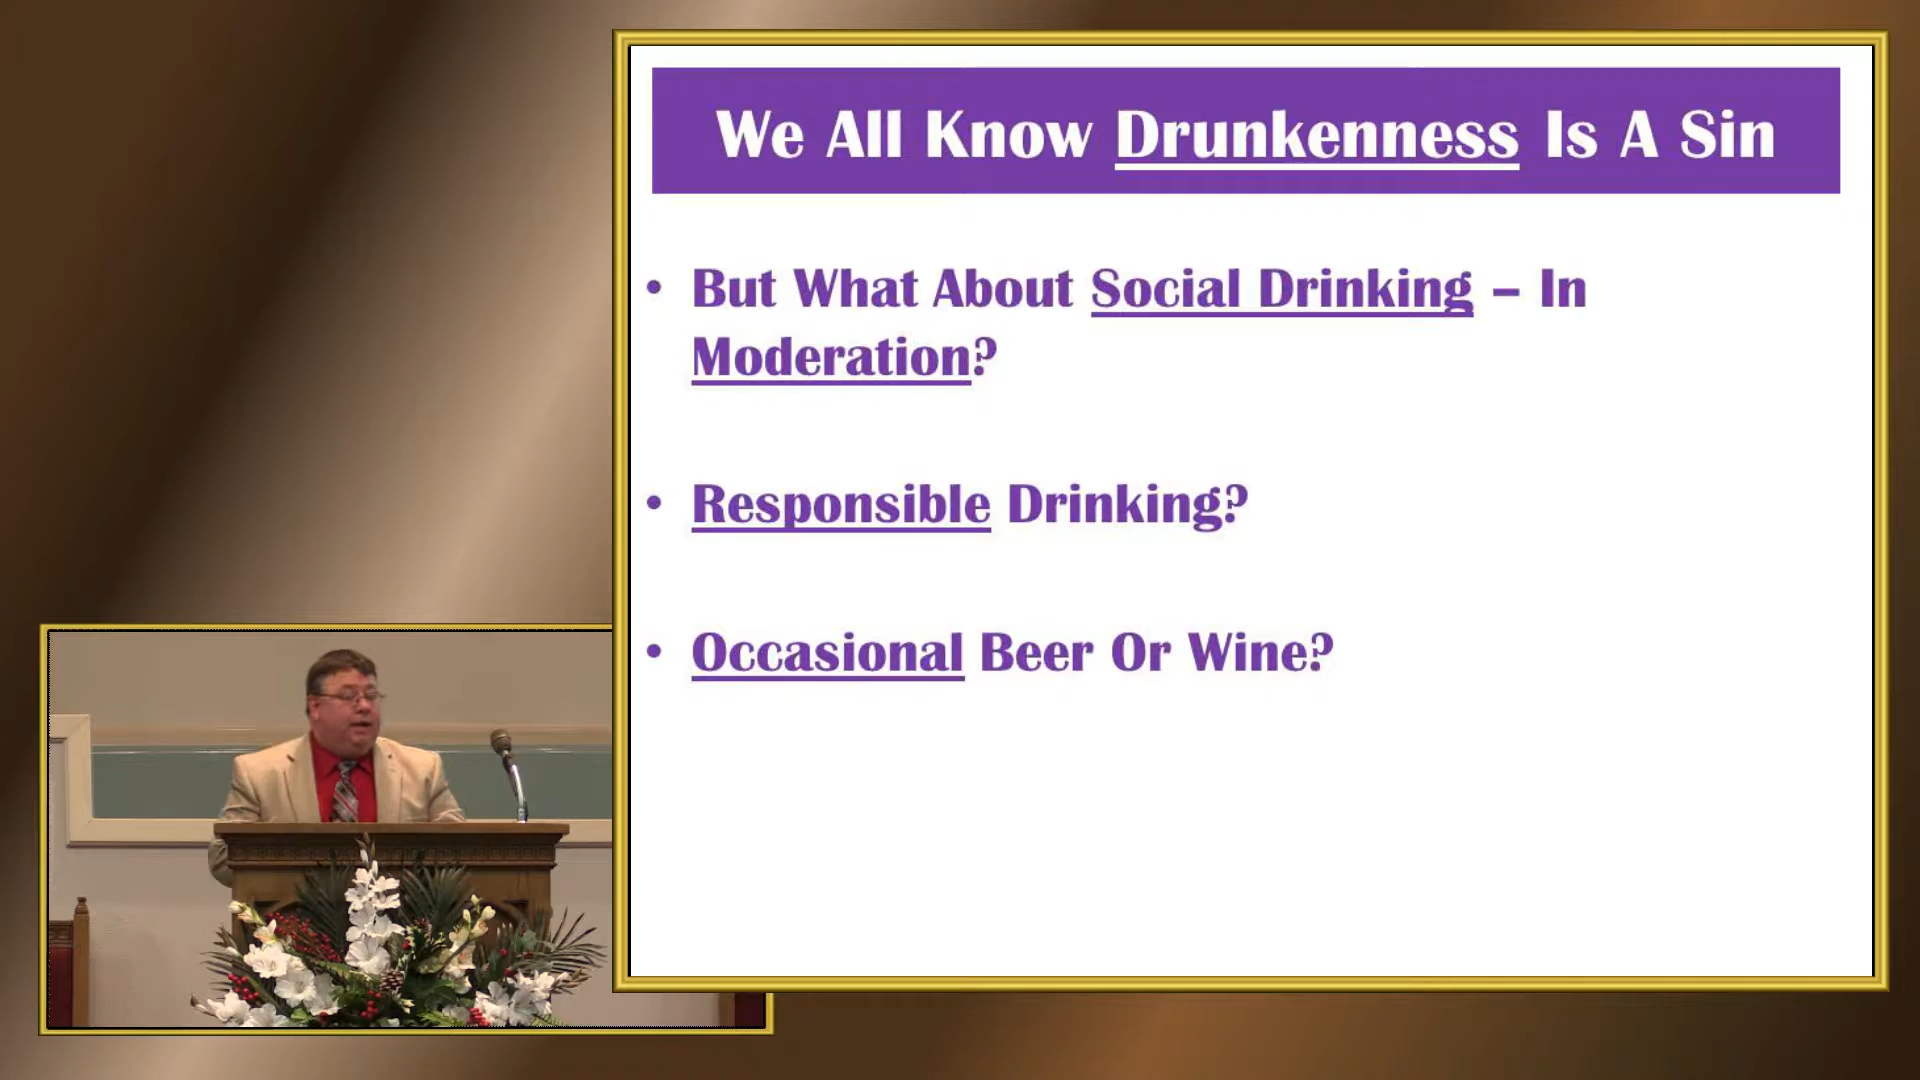 We All Know Drunkenness Is A Sin
• But What About Social Drinking – In
Moderation?
• Responsible Drinking?
• Occasional Beer Or Wine?